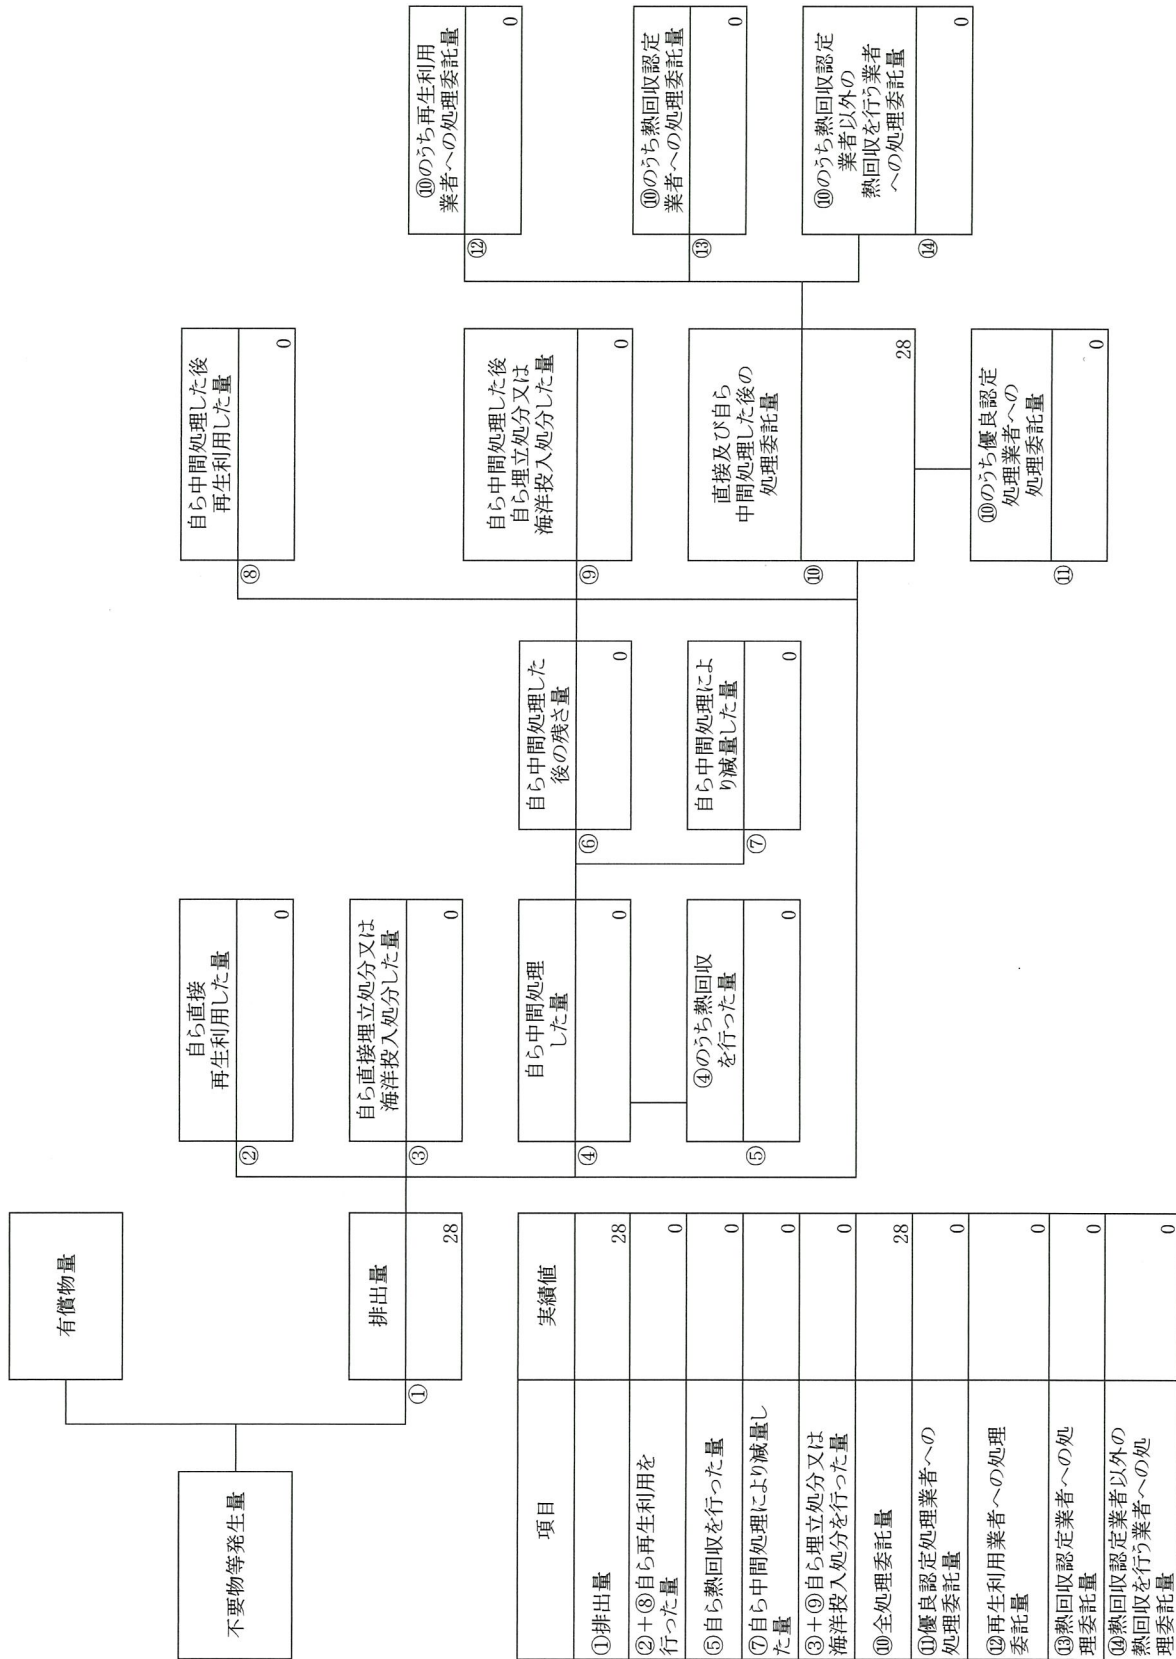 不要物等発生量
有償物量
排出量
①
28
自ら直接
再生利用した量
②
0
自ら直接埋立処分又は
海洋投入処分した量
③
0
自ら中間処理
した量
④
0
④のうち熱回収
を行った量
⑤
0
自ら中間処理した
後の残さ量
⑥
0
自ら中間処理によ
り減量した量
⑦
0
自ら中間処理した後
再生利用した量
⑧
0
自ら中間処理した後
自ら埋立処分又は
海洋投入処分した量
⑨
0
直接及び自ら
中間処理した後の
処理委託量
⑩
28
⑩のうち優良認定
処理業者への
処理委託量
⑪
0
⑩のうち再生利用
業者への処理委託量
⑫
0
⑩のうち熱回収認定
業者への処理委託量
⑬
0
⑩のうち熱回収認定
業者以外の
熱回収を行う業者
への処理委託量
⑭
0
項目 実績値
①排出量 28
②+⑧自ら再生利用を
行った量 0
⑤自ら熱回収を行った量 0
⑦自ら中間処理により減量し
た量 0
③+⑨自ら埋立処分又は
海洋投入処分を行った量 0
⑩全処理委託量 28
⑪優良認定処理業者への
処理委託量 0
⑫再生利用業者への処理
委託量 0
⑬熱回収認定業者への処
理委託量 0
⑭熱回収認定業者以外の
熱回収を行う業者への処
理委託量 0